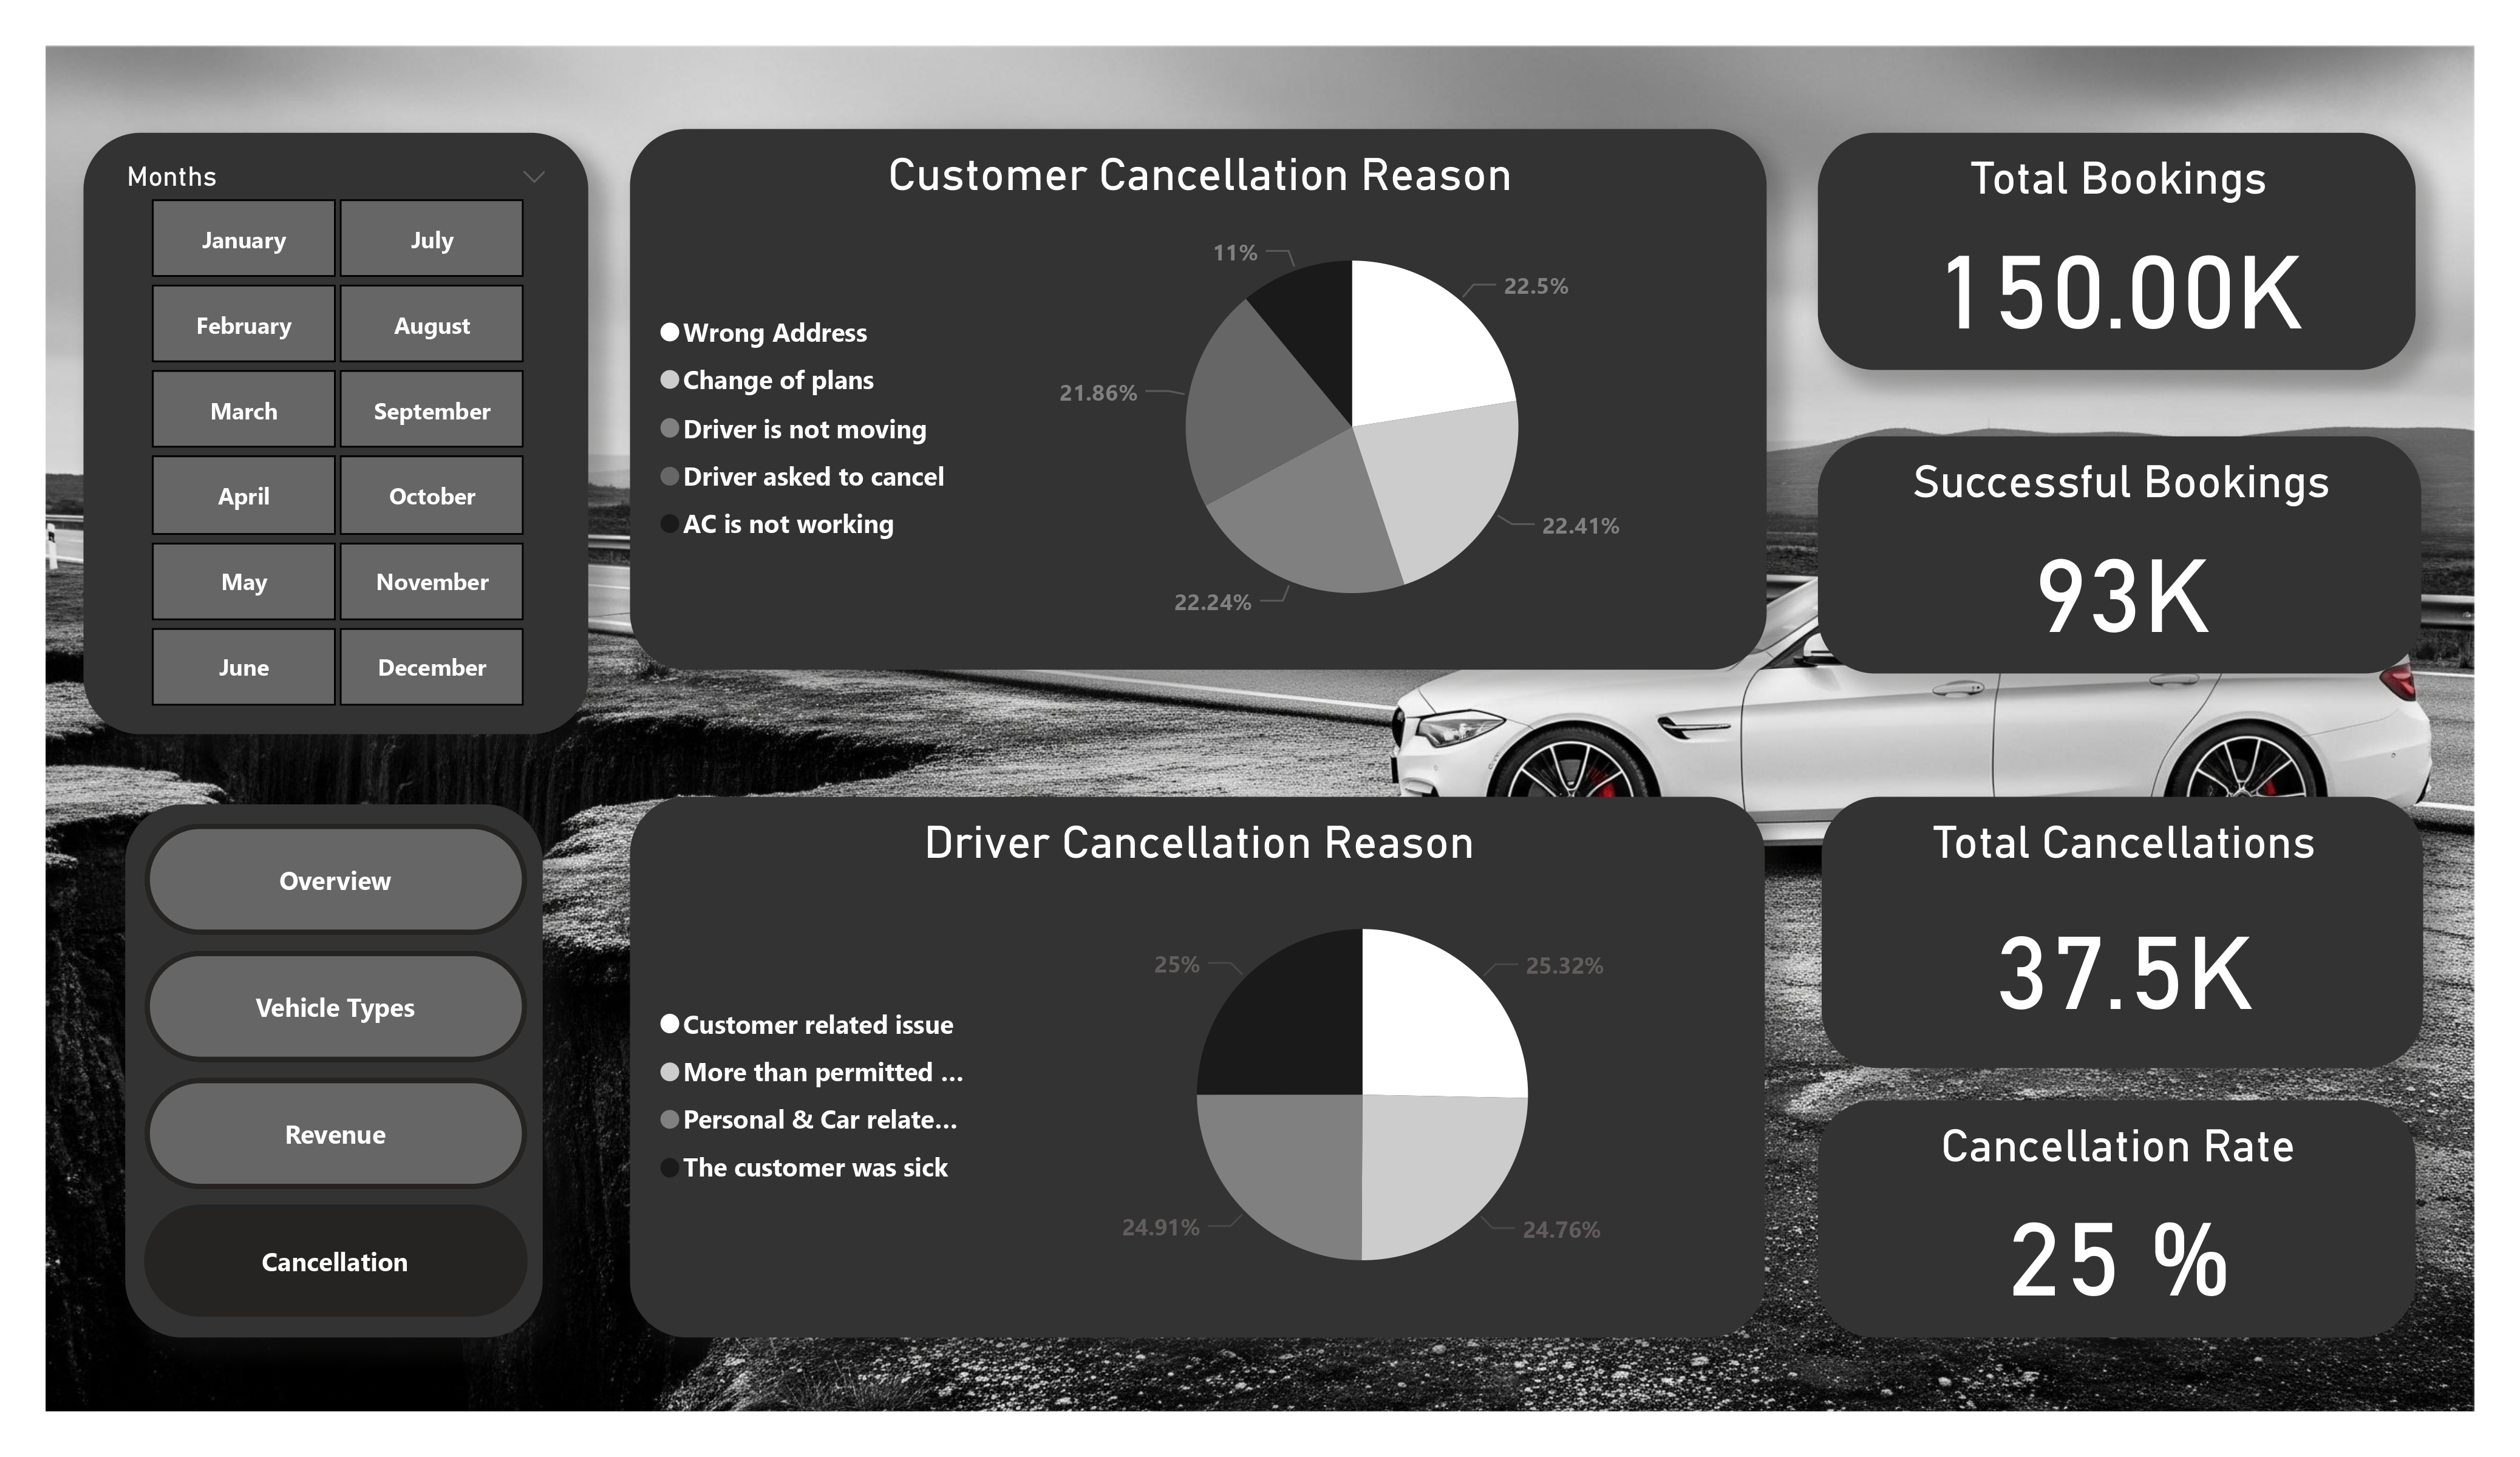 Months
January
July
February
August
March
September
April
October
May
November
June
December
Overview
Vehicle Types
Revenue
Cancellation
Customer Cancellation Reason
Wrong Address
Change of plans
Driver is not moving
Driver asked to cancel
AC is not working
11%
22.5%
21.86%
22.41%
22.24%
Driver Cancellation Reason
Customer related issue
More than permitted ...
Personal & Car relate...
The customer was sick
25%
25.32%
24.91%
24.76%
Total Bookings
150.00K
Successful Bookings
93K
Total Cancellations
37.5K
Cancellation Rate
25 %